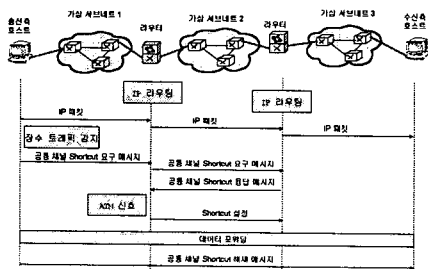 송신측
호스트
가상 서브네트 1
라우터
가상 서브네트 2
라우터
가상 서브네트 3
수신측
호스트
IP 라우팅
IP 라우팅
IP 패킷
IP 패킷
IP 패킷
장수 트래픽 감지
공통 채널 Shortcut 요구 메시지
공통 채널 Shortcut 요구 메시지
공통 채널 Shortcut 응답 메시지
ATM 신호
Shortcut 설정
데이터 포워딩
공통 채널 Shortcut 해제 메시지